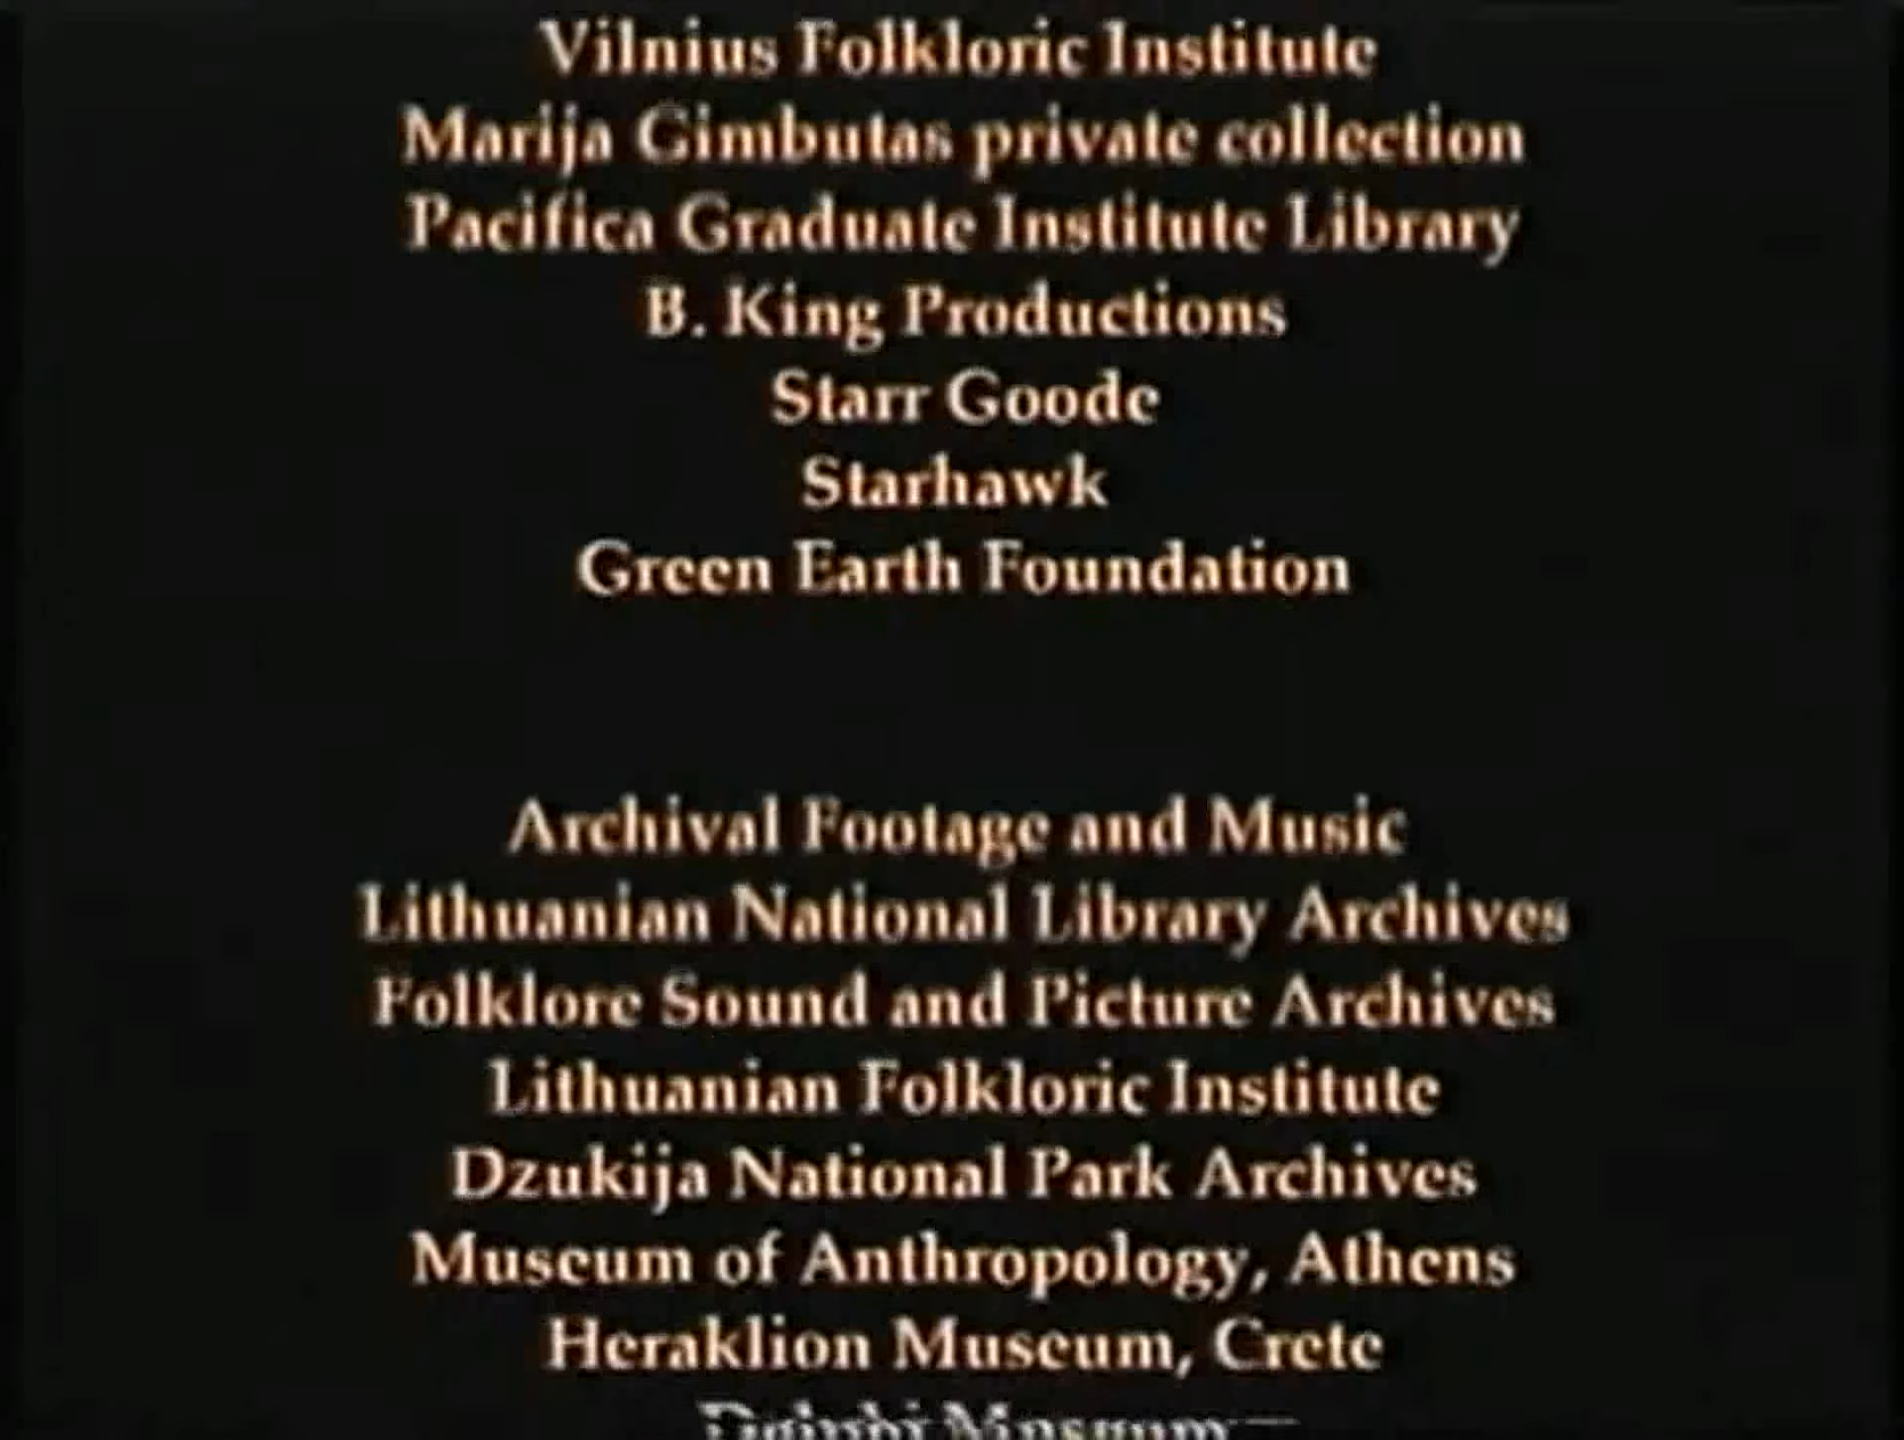 Vilnius Folkloric Institute
Marija Gimbutas private collection
Pacifica Graduate Institute Library
B. King Productions
Starr Goode
Starhawk
Green Earth Foundation
Archival Footage and Music
Lithuanian National Library Archives
Folklore Sound and Picture Archives
Lithuanian Folkloric Institute
Dzukija National Park Archives
Museum of Anthropology, Athens
Heraklion Museum, Crete
Museum